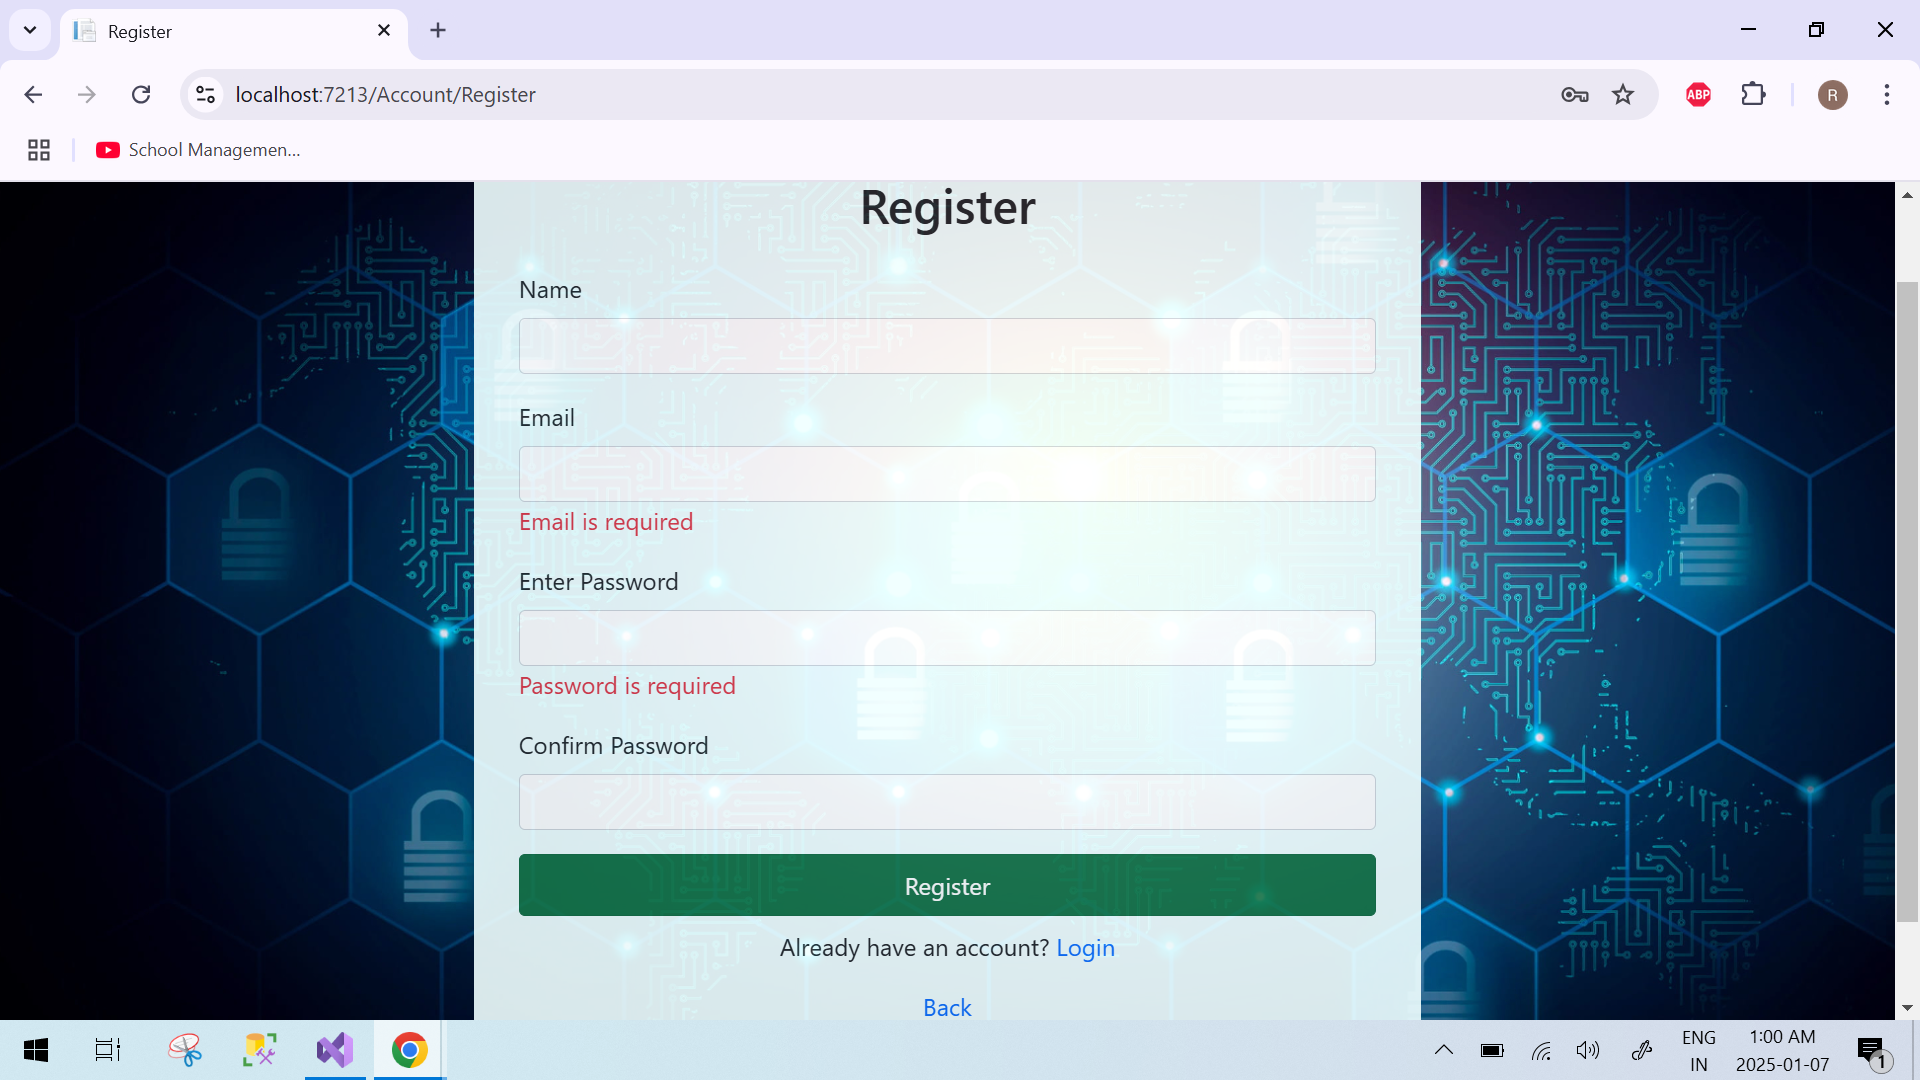 Register
localhost:7213/Account/Register
ABP
R
School Managemen...
Register
Name
Email
Email is required
Enter Password
Password is required
Confirm Password
Register
Already have an account? Login
Back
ENG
IN
1:00 AM
2025-01-07
1